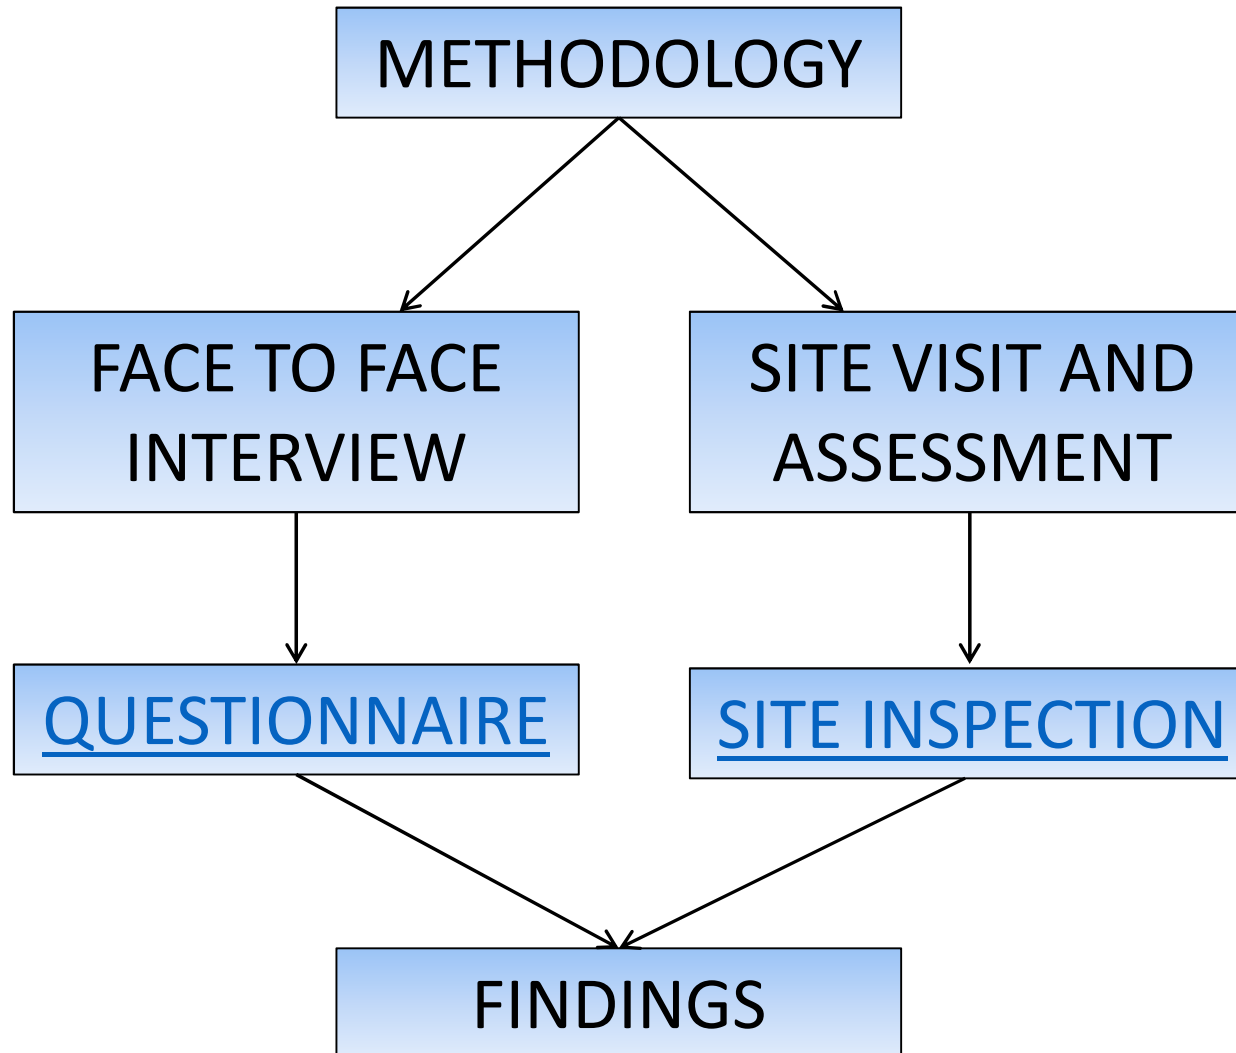 METHODOLOGY
FACE TO FACE
INTERVIEW
SITE VISIT AND
ASSESSMENT
QUESTIONNAIRE
SITE INSPECTION
FINDINGS